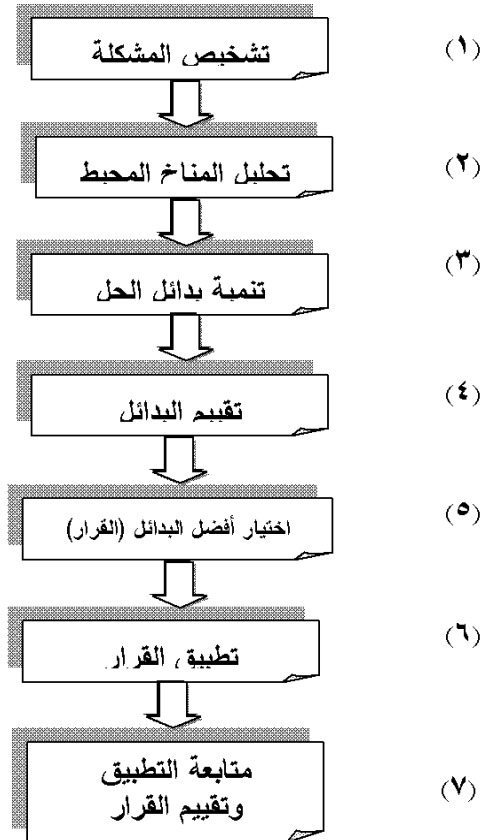 تشخيص المشكلة (١)
تحليل المناخ المحيط (٢)
تنمية بدائل الحل (٣)
تقييم البدائل (٤)
اختيار أفضل البدائل (القرار) (٥)
تطبيق القرار (٦)
متابعة التطبيق
وتقييم القرار (٧)